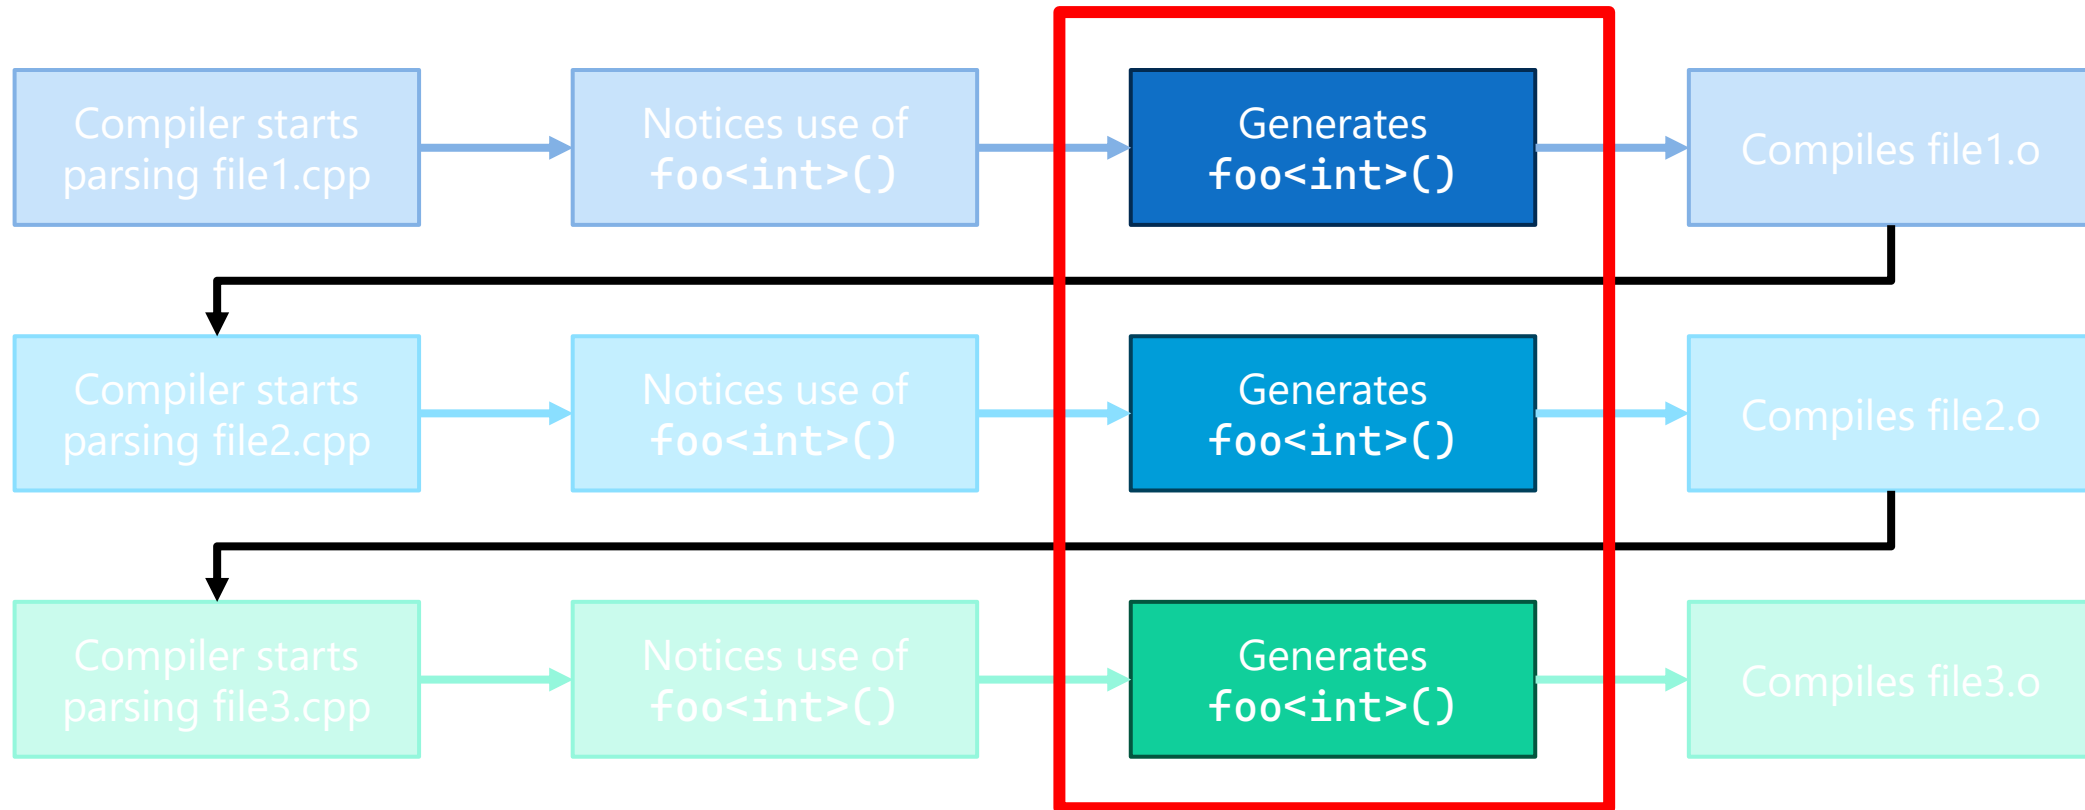 Compiler starts
parsing file1.cpp
Notices use of
foo<int>()
Generates
foo<int>()
Compiles file1.o
Compiler starts
parsing file2.cpp
Notices use of
foo<int>()
Generates
foo<int>()
Compiles file2.o
Compiler starts
parsing file3.cpp
Notices use of
foo<int>()
Generates
foo<int>()
Compiles file3.o